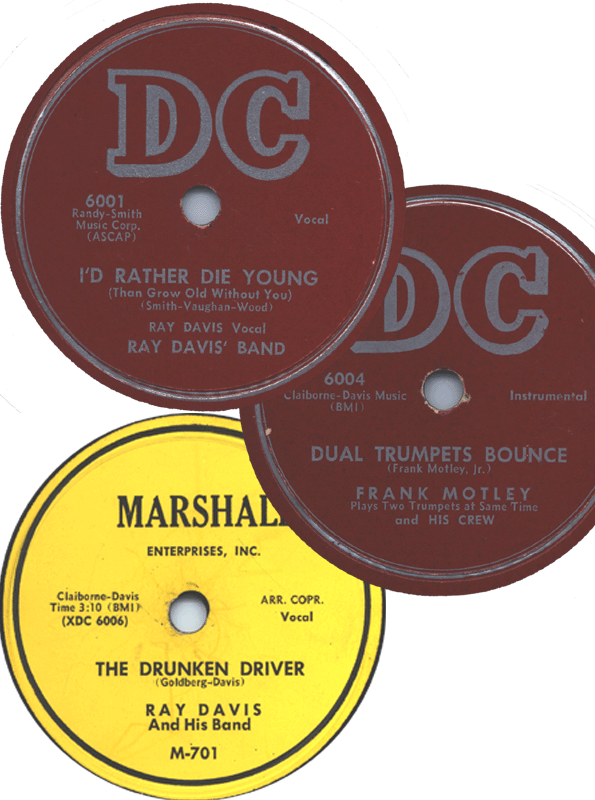 DC
6001
Randy-Smith
Music Corp.
(ASCAP)
Vocal
I'D RATHER DIE YOUNG
(Than Grow Old Without You)
(Smith-Vaughan-Wood)
RAY DAVIS Vocal
RAY DAVIS' BAND
DC
6004
Claiborne-Davis Music
(BMI)
Instrumental
DUAL TRUMPETS BOUNCE
(Frank Motley, Jr.)
FRANK MOTLEY
Plays Two Trumpets at Same Time
and HIS CREW
MARSHALL
ENTERPRISES, INC.
Claiborne-Davis
Time 3:10 (BMI)
(XDC 6006)
ARR. COPR.
Vocal
THE DRUNKEN DRIVER
(Goldberg-Davis)
RAY DAVIS
And His Band
M-701